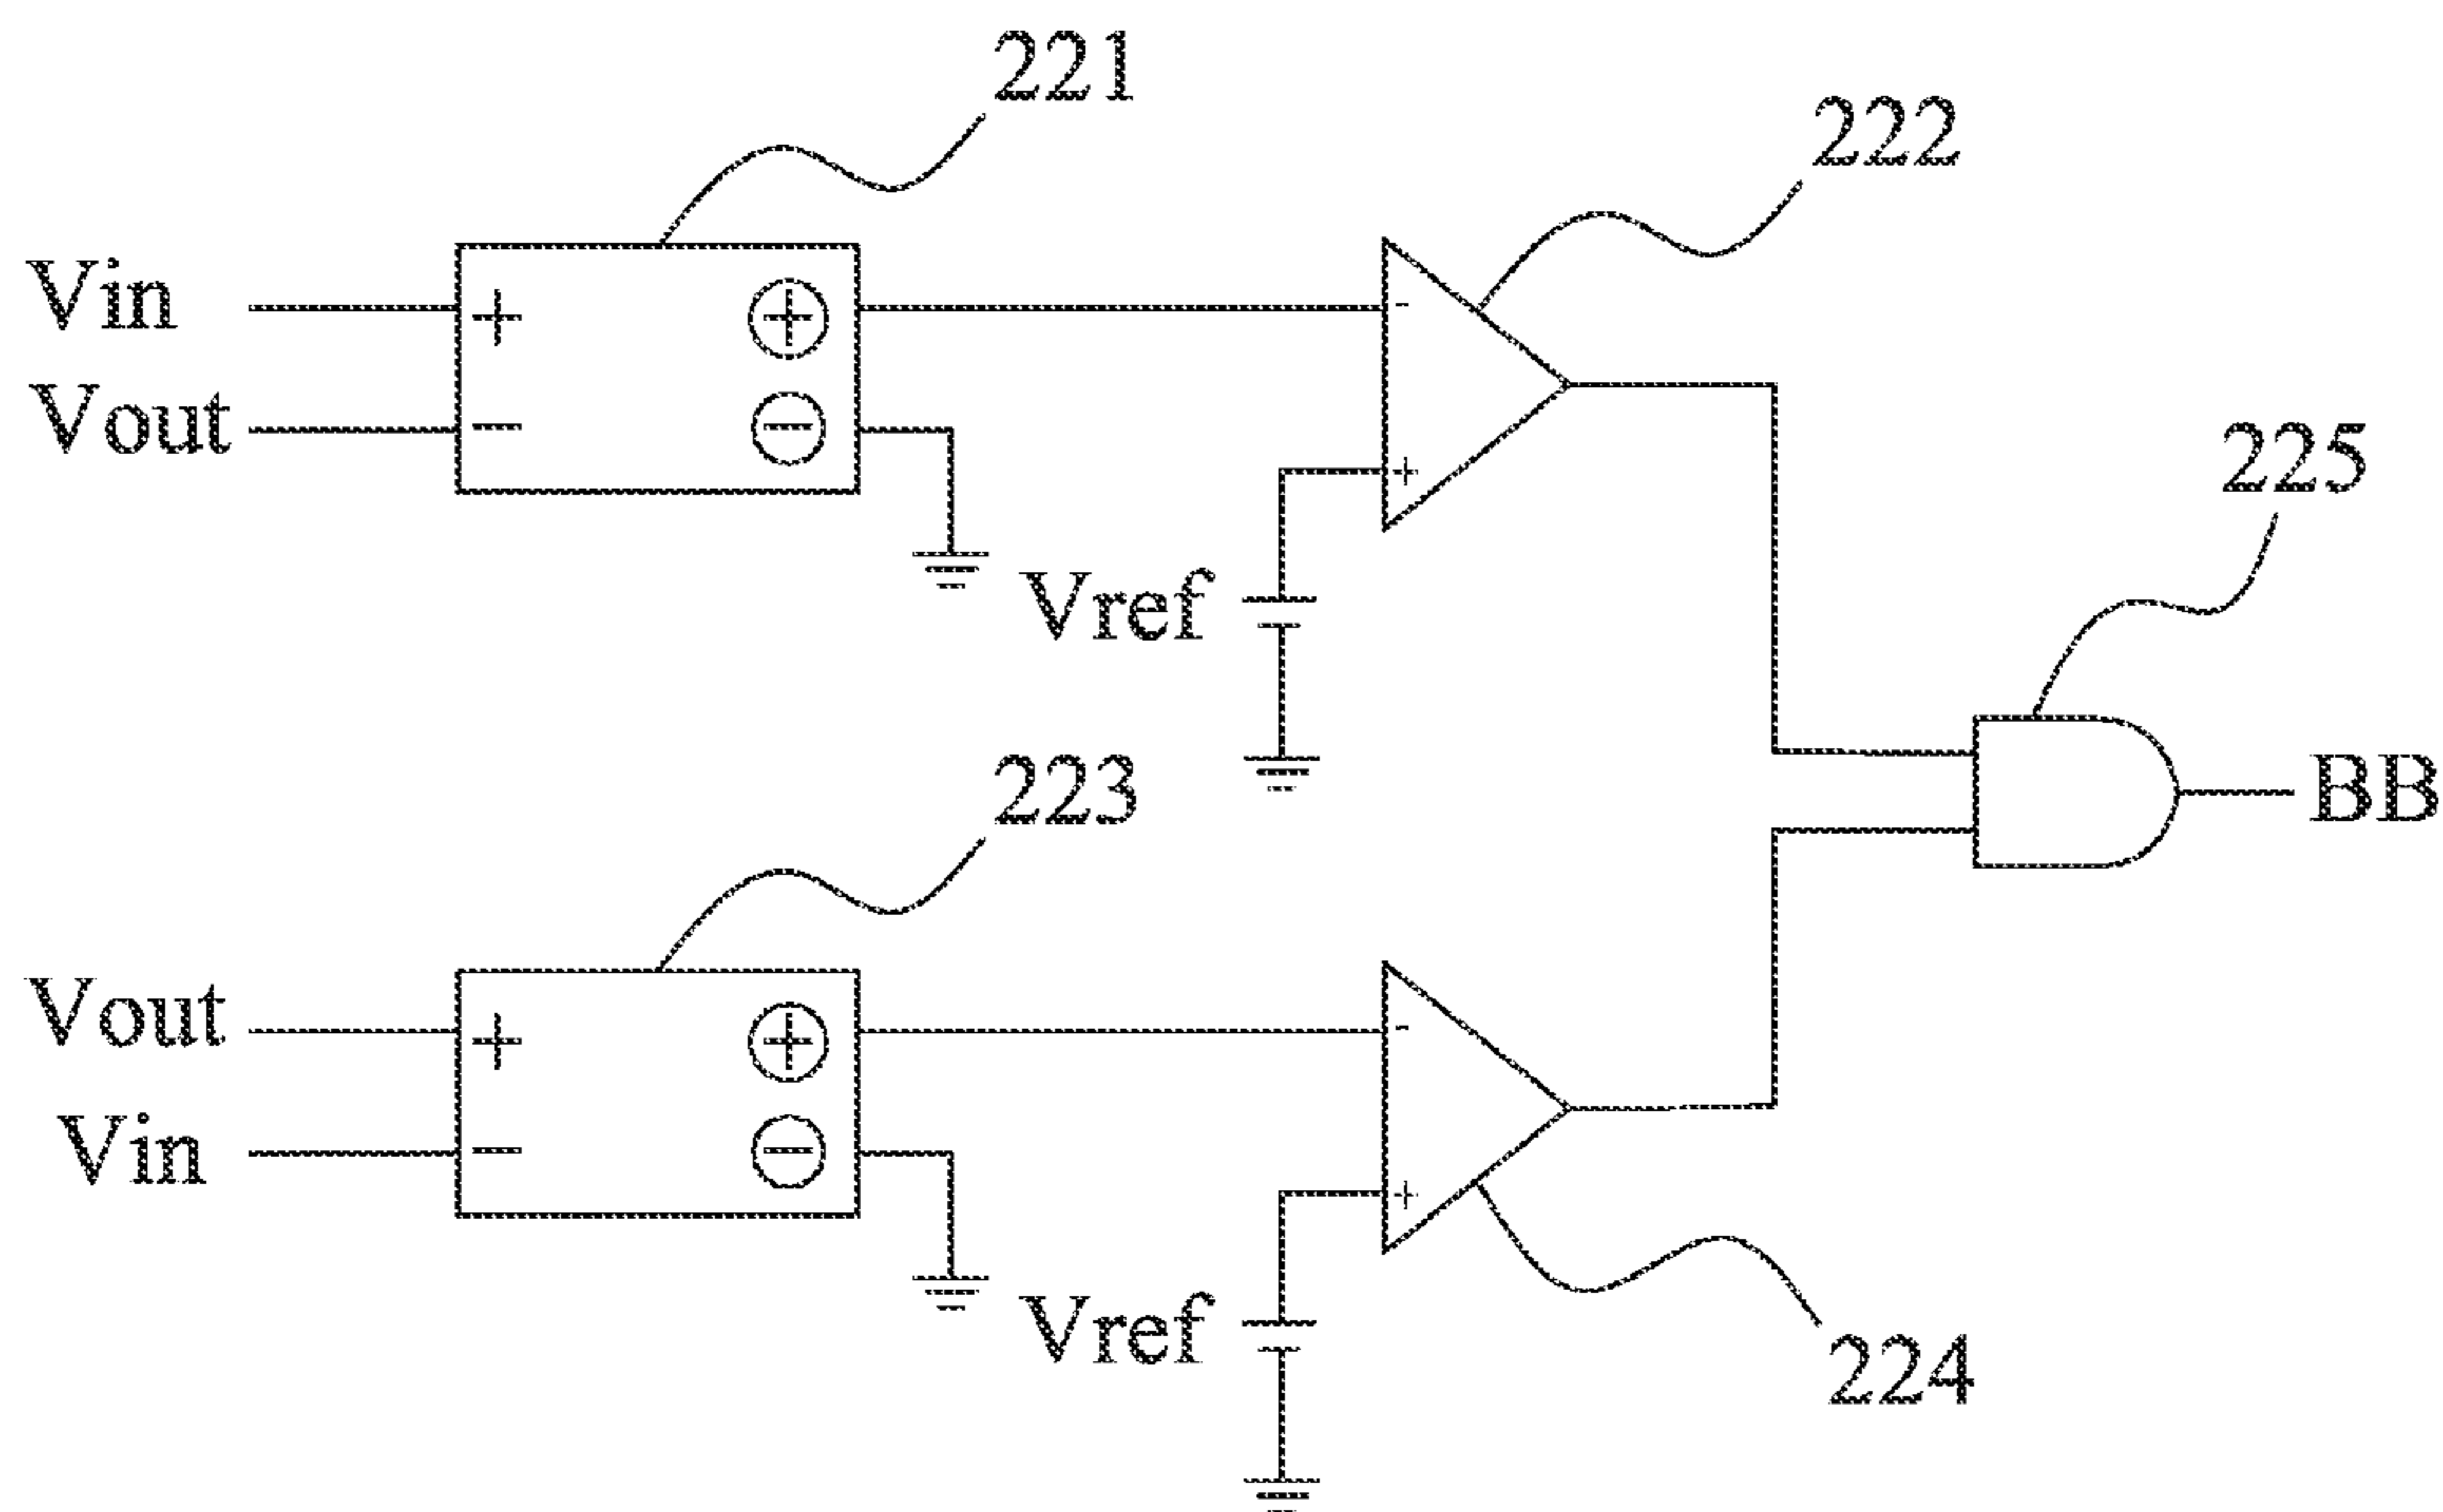 221
222
Vin
+
+
-
Vout
−
−
225
+
Vref
BB
223
Vout
+
+
-
Vin
−
−
+
Vref
224